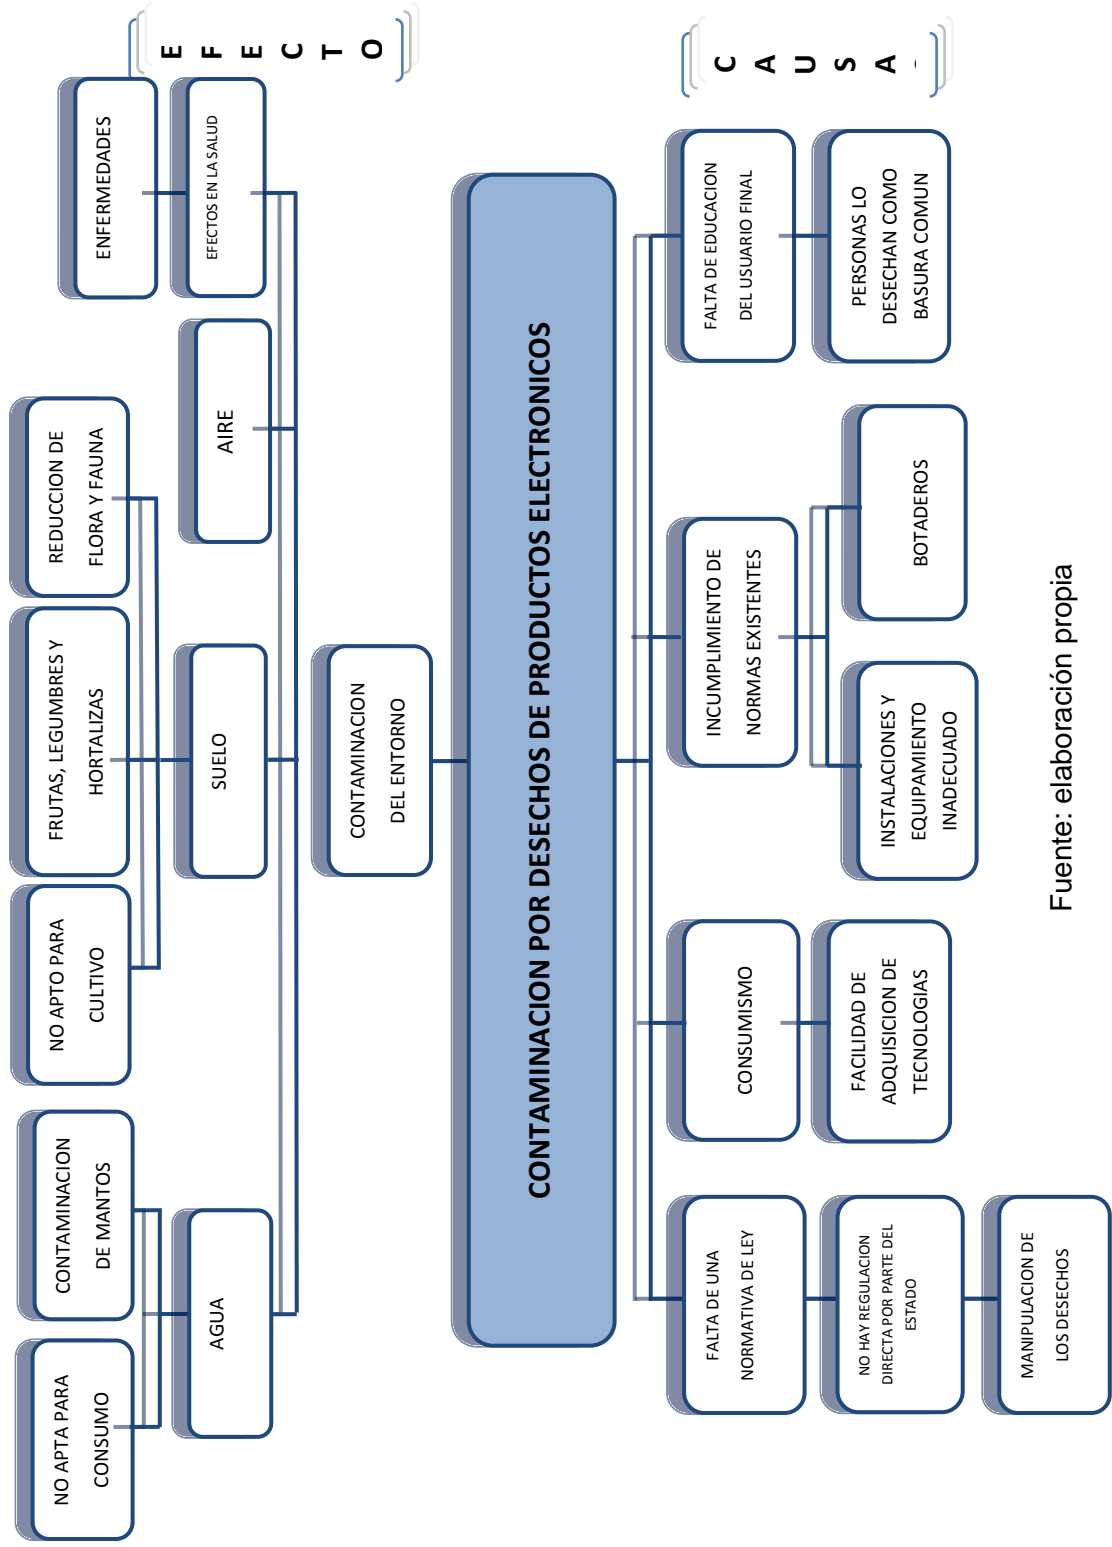 NO APTA PARA
CONSUMO
CONTAMINACION
DE MANTOS
NO APTO PARA
CULTIVO
FRUTAS, LEGUMBRES Y
HORTALIZAS
REDUCCION DE
FLORA Y FAUNA
ENFERMEDADES
AGUA
SUELO
AIRE
EFECTOS EN LA SALUD
E
F
E
C
T
O
CONTAMINACION
DEL ENTORNO
CONTAMINACION POR DESECHOS DE PRODUCTOS ELECTRONICOS
FALTA DE UNA
NORMATIVA DE LEY
CONSUMISMO
INCUMPLIMIENTO DE
NORMAS EXISTENTES
FALTA DE EDUCACION
DEL USUARIO FINAL
C
A
U
S
A
NO HAY REGULACION
DIRECTA POR PARTE DEL
ESTADO
FACILIDAD DE
ADQUISICION DE
TECNOLOGIAS
INSTALACIONES Y
EQUIPAMIENTO
INADECUADO
BOTADEROS
PERSONAS LO
DESECHAN COMO
BASURA COMUN
MANIPULACION DE
LOS DESECHOS
Fuente: elaboración propia